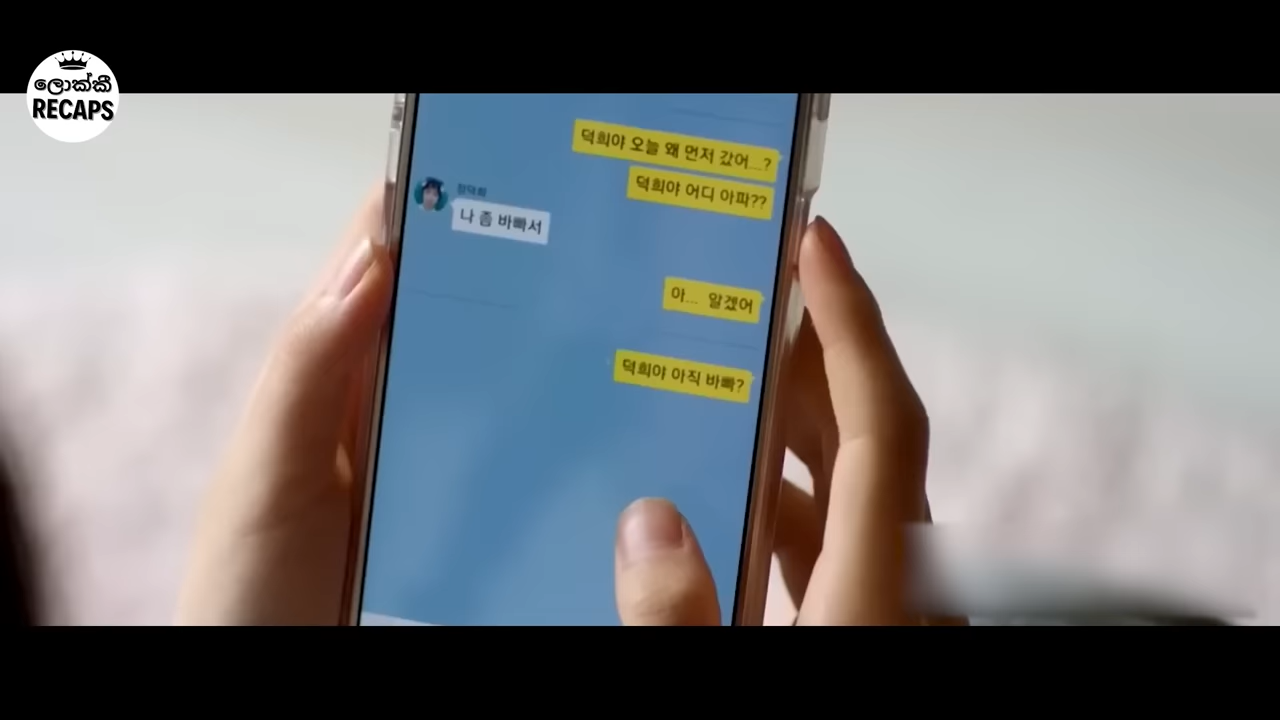 ලොක්කී
RECAPS
덕희야 오늘 왜 먼저 갔어...?
덕희야 어디 아파??
나 좀 바빠서
아... 알겠어
덕희야 아직 바빠?